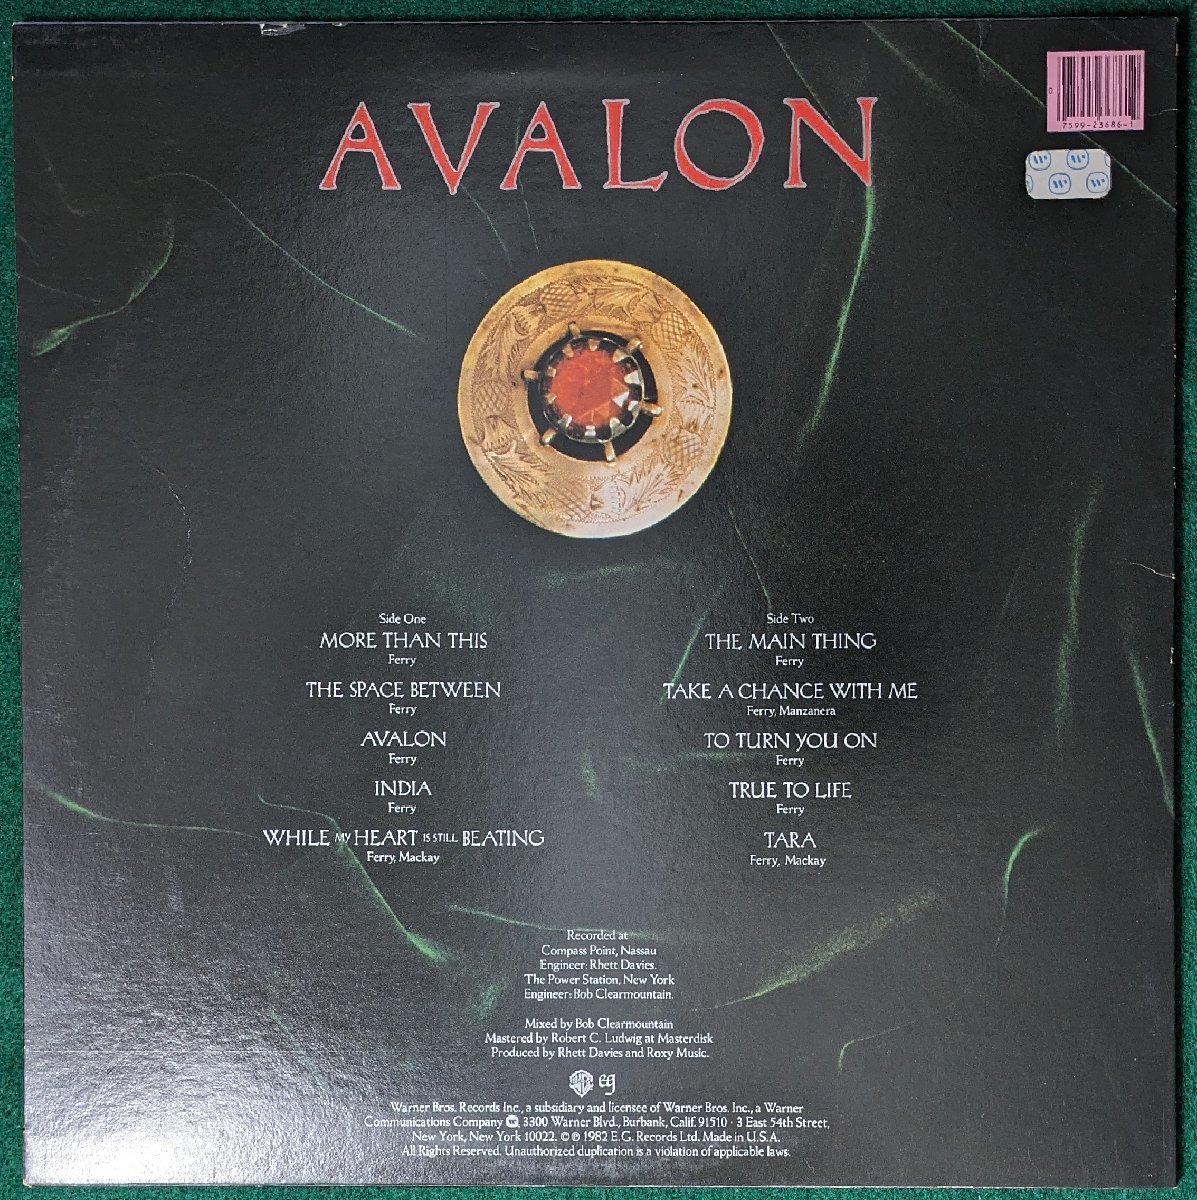 AVALON
0
7599-23686-1
Side One
MORE THAN THIS
Ferry
THE SPACE BETWEEN
Ferry
AVALON
Ferry
INDIA
Ferry
WHILE MY HEART IS STILL BEATING
Ferry, Mackay
Side Two
THE MAIN THING
Ferry
TAKE A CHANCE WITH ME
Ferry, Manzanera
TO TURN YOU ON
Ferry
TRUE TO LIFE
Ferry
TARA
Ferry, Mackay
Recorded at
Compass Point, Nassau
Engineer: Rhett Davies.
The Power Station, New York
Engineer: Bob Clearmountain.
Mixed by Bob Clearmountain
Mastered by Robert C. Ludwig at Masterdisk
Produced by Rhett Davies and Roxy Music.
eg
Warner Bros. Records Inc., a subsidiary and licensee of Warner Bros. Inc., a Warner
Communications Company, 3300 Warner Blvd., Burbank, Calif. 91510 · 3 East 54th Street,
New York, New York 10022. © ℗ 1982 E.G. Records Ltd. Made in U.S.A.
All Rights Reserved. Unauthorized duplication is a violation of applicable laws.